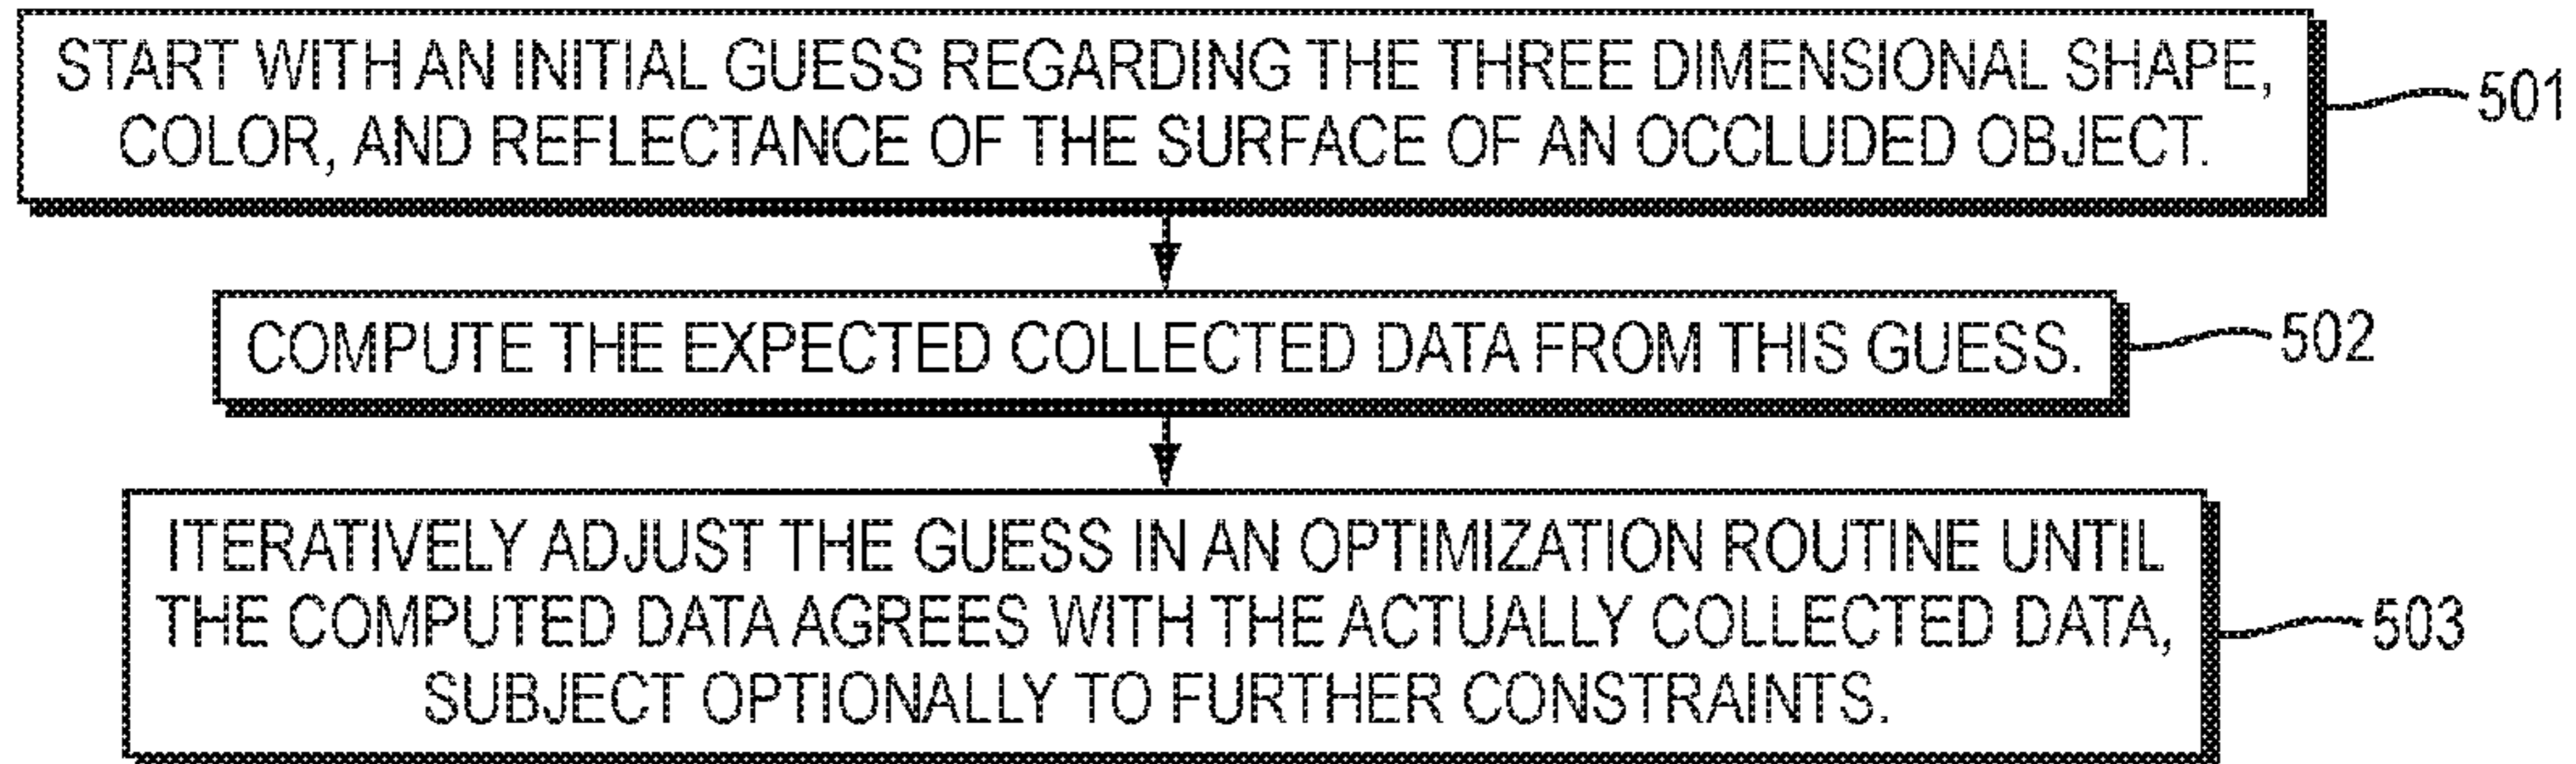 START WITH AN INITIAL GUESS REGARDING THE THREE DIMENSIONAL SHAPE,
COLOR, AND REFLECTANCE OF THE SURFACE OF AN OCCLUDED OBJECT.
501
COMPUTE THE EXPECTED COLLECTED DATA FROM THIS GUESS.
502
ITERATIVELY ADJUST THE GUESS IN AN OPTIMIZATION ROUTINE UNTIL
THE COMPUTED DATA AGREES WITH THE ACTUALLY COLLECTED DATA,
SUBJECT OPTIONALLY TO FURTHER CONSTRAINTS.
503